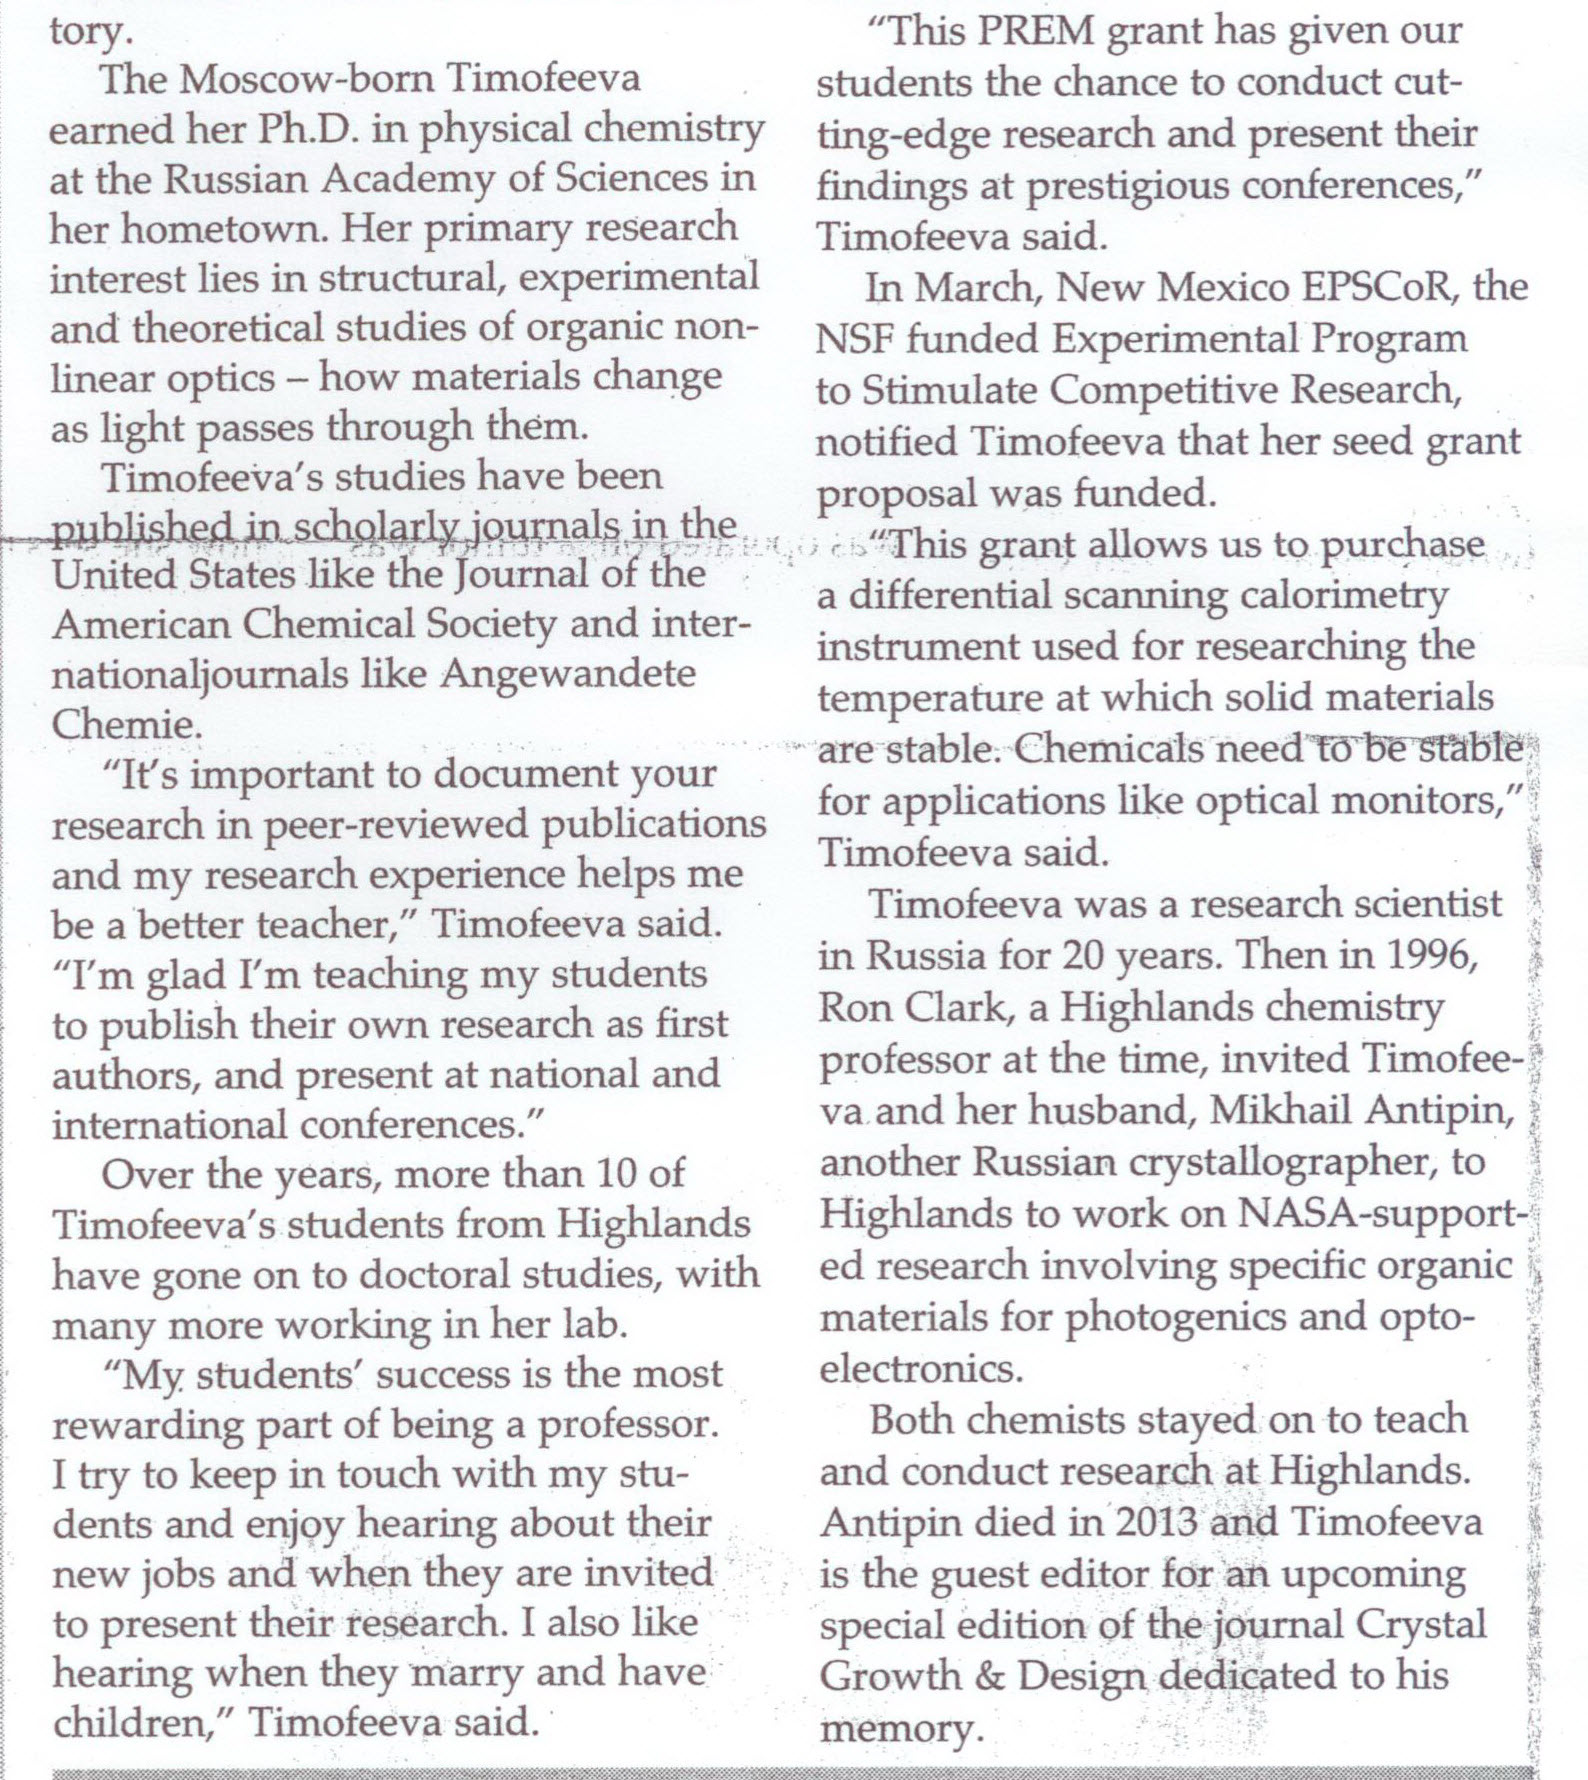 tory.
The Moscow-born Timofeeva
earned her Ph.D. in physical chemistry
at the Russian Academy of Sciences in
her hometown. Her primary research
interest lies in structural, experimental
and theoretical studies of organic non-
linear optics – how materials change
as light passes through them.
Timofeeva's studies have been
published in scholarly journals in the
United States like the Journal of the
American Chemical Society and inter-
nationaljournals like Angewandete
Chemie.
"It's important to document your
research in peer-reviewed publications
and my research experience helps me
be a better teacher," Timofeeva said.
"I'm glad I'm teaching my students
to publish their own research as first
authors, and present at national and
international conferences."
Over the years, more than 10 of
Timofeeva's students from Highlands
have gone on to doctoral studies, with
many more working in her lab.
"My students' success is the most
rewarding part of being a professor.
I try to keep in touch with my stu-
dents and enjoy hearing about their
new jobs and when they are invited
to present their research. I also like
hearing when they marry and have
children," Timofeeva said.
"This PREM grant has given our
students the chance to conduct cut-
ting-edge research and present their
findings at prestigious conferences,"
Timofeeva said.
In March, New Mexico EPSCoR, the
NSF funded Experimental Program
to Stimulate Competitive Research,
notified Timofeeva that her seed grant
proposal was funded.
"This grant allows us to purchase
a differential scanning calorimetry
instrument used for researching the
temperature at which solid materials
are stable. Chemicals need to be stable
for applications like optical monitors,"
Timofeeva said.
Timofeeva was a research scientist
in Russia for 20 years. Then in 1996,
Ron Clark, a Highlands chemistry
professor at the time, invited Timofee-
va and her husband, Mikhail Antipin,
another Russian crystallographer, to
Highlands to work on NASA-support-
ed research involving specific organic
materials for photogenics and opto-
electronics.
Both chemists stayed on to teach
and conduct research at Highlands.
Antipin died in 2013 and Timofeeva
is the guest editor for an upcoming
special edition of the journal Crystal
Growth & Design dedicated to his
memory.